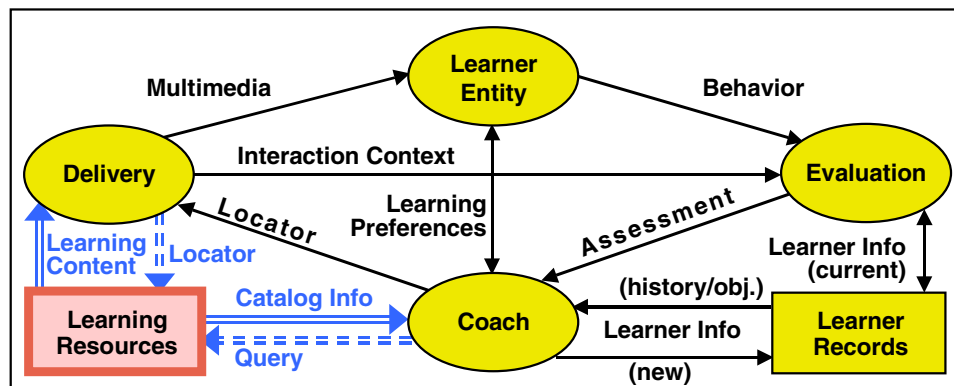 Learner
Entity
Multimedia
Behavior
Interaction Context
Delivery
Evaluation
Learning
Preferences
Locator
Assessment
Learning
Content
Locator
Learner Info
(current)
Catalog Info
(history/obj.)
Learning
Resources
Coach
Learner Info
Learner
Records
Query
(new)